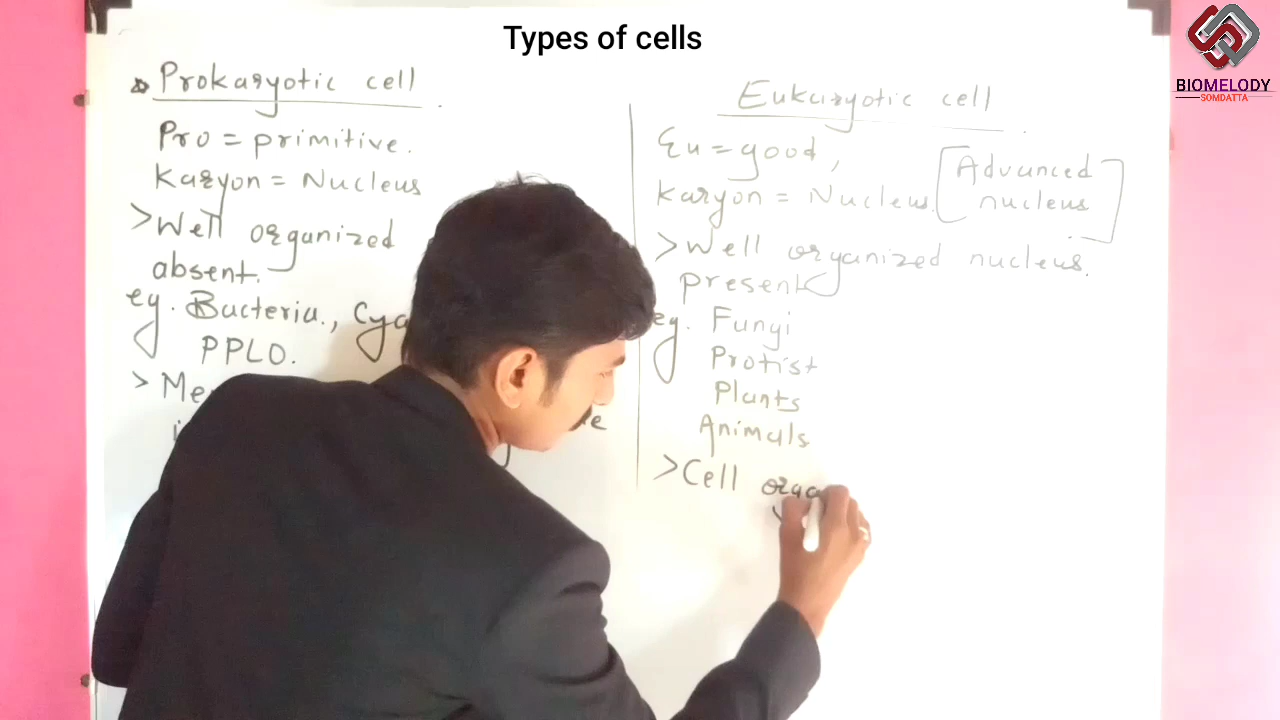 Types of cells
BIOMELODY
SOMDATTA
Prokaryotic cell
Pro = primitive.
Karyon = Nucleus
> Well organized
absent.
eg. Bacteria.,
PPLO.
>
Eukaryotic cell
Eu = good,
Karyon = Nucleus. [Advanced
nucleus]
> Well organized nucleus.
present
eg. Fungi
Protist
Plants
Animals
> Cell